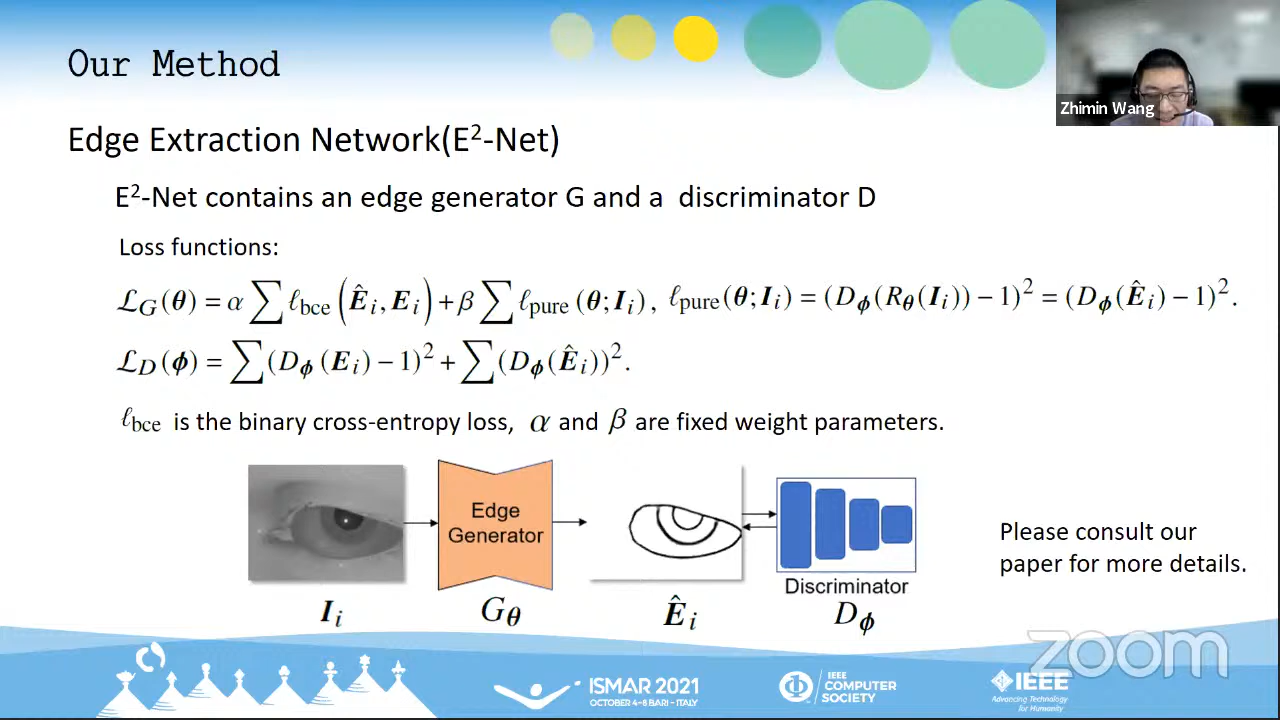 Our Method
Zhimin Wang
Edge Extraction Network(E²-Net)
E²-Net contains an edge generator G and a discriminator D
Loss functions:
ℒ_G(θ) = α ∑ ℓ_bce (Ê_i, E_i) + β ∑ ℓ_pure (θ; I_i), ℓ_pure(θ; I_i) = (D_ϕ(R_θ(I_i)) − 1)² = (D_ϕ(Ê_i) − 1)².
ℒ_D(ϕ) = ∑(D_ϕ (E_i) − 1)² + ∑(D_ϕ(Ê_i))².
ℓ_bce is the binary cross-entropy loss, α and β are fixed weight parameters.
Edge
Generator
Discriminator
I_i
G_θ
Ê_i
D_ϕ
Please consult our
paper for more details.
zoom
ISMAR 2021
OCTOBER 4–8 BARI – ITALY
IEEE
COMPUTER
SOCIETY
IEEE
Advancing Technology
for Humanity